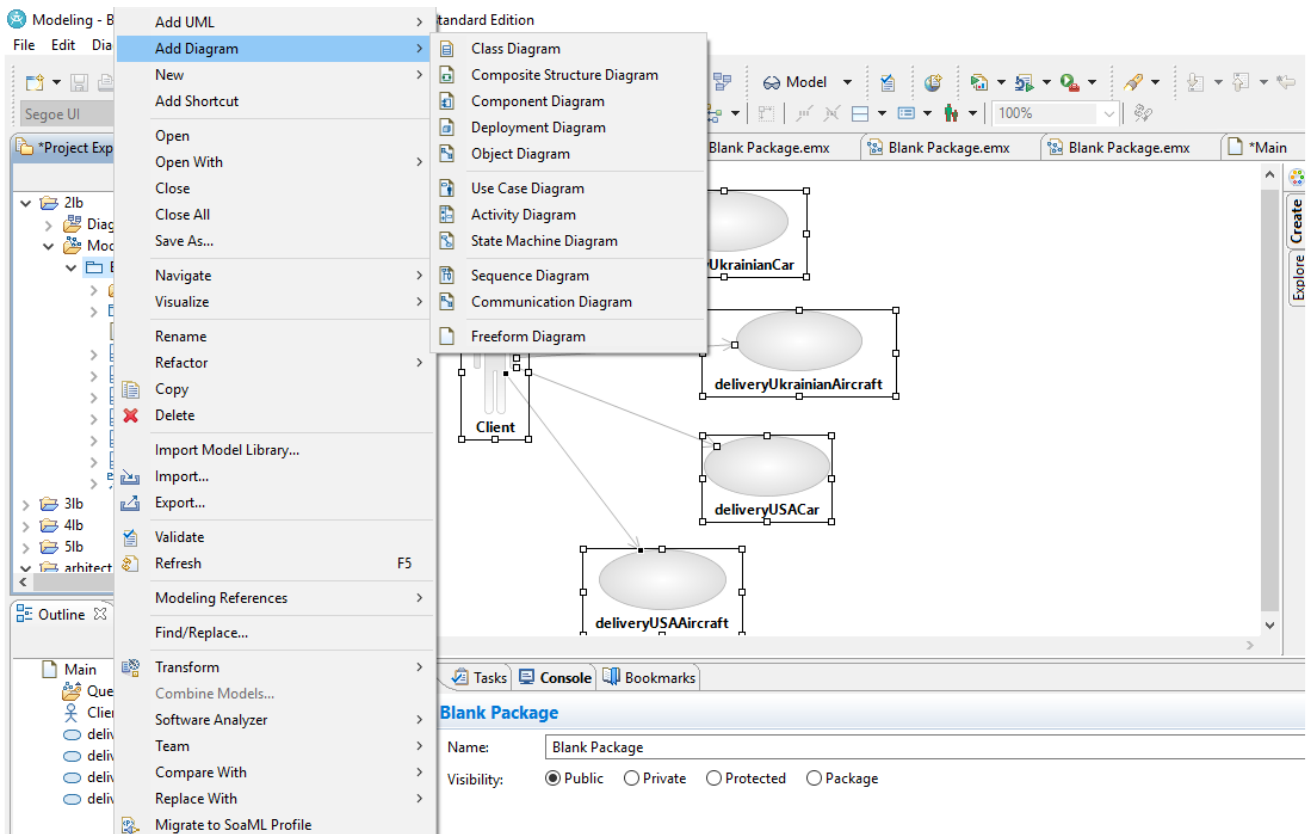 Modeling - B
tandard Edition
File Edit Dia
Segoe UI
Model
100%
*Project Exp
Blank Package.emx
Blank Package.emx
Blank Package.emx
*Main
2lb
Diag
Mod
3lb
4lb
5lb
arhitect
Outline
Main
Que
Clie
deliv
deliv
deliv
deliv
Add UML
Add Diagram
New
Add Shortcut
Open
Open With
Close
Close All
Save As...
Navigate
Visualize
Rename
Refactor
Copy
Delete
Import Model Library...
Import...
Export...
Validate
Refresh F5
Modeling References
Find/Replace...
Transform
Combine Models...
Software Analyzer
Team
Compare With
Replace With
Migrate to SoaML Profile
Class Diagram
Composite Structure Diagram
Component Diagram
Deployment Diagram
Object Diagram
Use Case Diagram
Activity Diagram
State Machine Diagram
Sequence Diagram
Communication Diagram
Freeform Diagram
yUkrainianCar
deliveryUkrainianAircraft
Client
deliveryUSACar
deliveryUSAAircraft
Create
Explore
Tasks
Console
Bookmarks
Blank Package
Name: Blank Package
Visibility: Public Private Protected Package